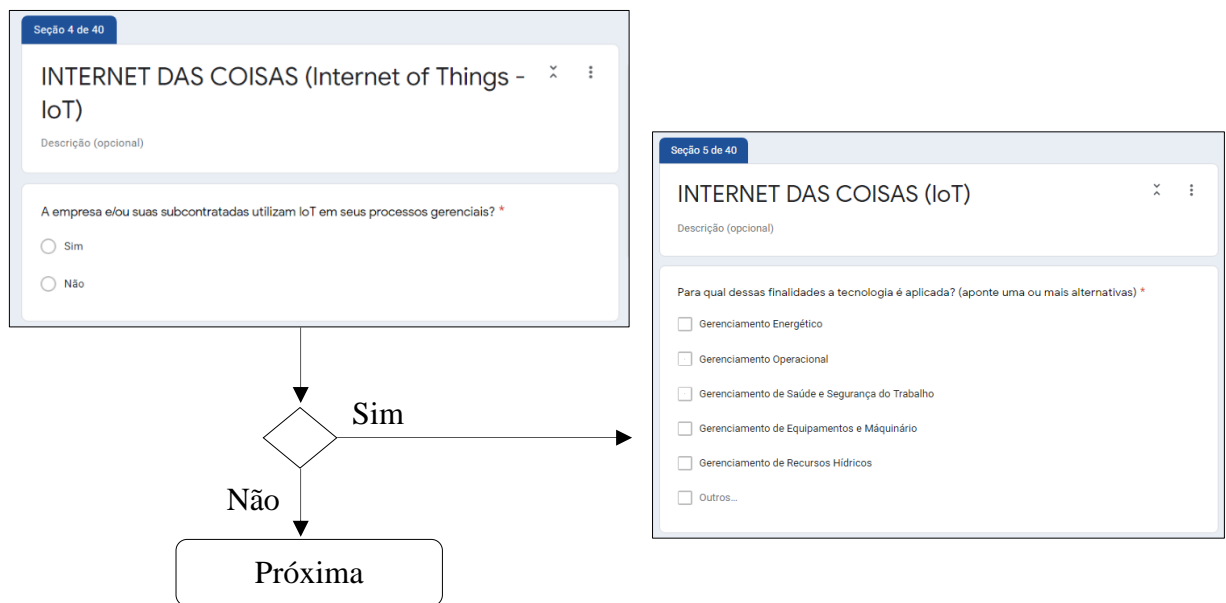 Seção 4 de 40
INTERNET DAS COISAS (Internet of Things -
IoT)
Descrição (opcional)
A empresa e/ou suas subcontratadas utilizam IoT em seus processos gerenciais? *
Sim
Não
Sim
Não
Próxima
Seção 5 de 40
INTERNET DAS COISAS (IoT)
Descrição (opcional)
Para qual dessas finalidades a tecnologia é aplicada? (aponte uma ou mais alternativas) *
Gerenciamento Energético
Gerenciamento Operacional
Gerenciamento de Saúde e Segurança do Trabalho
Gerenciamento de Equipamentos e Máquinário
Gerenciamento de Recursos Hídricos
Outros...